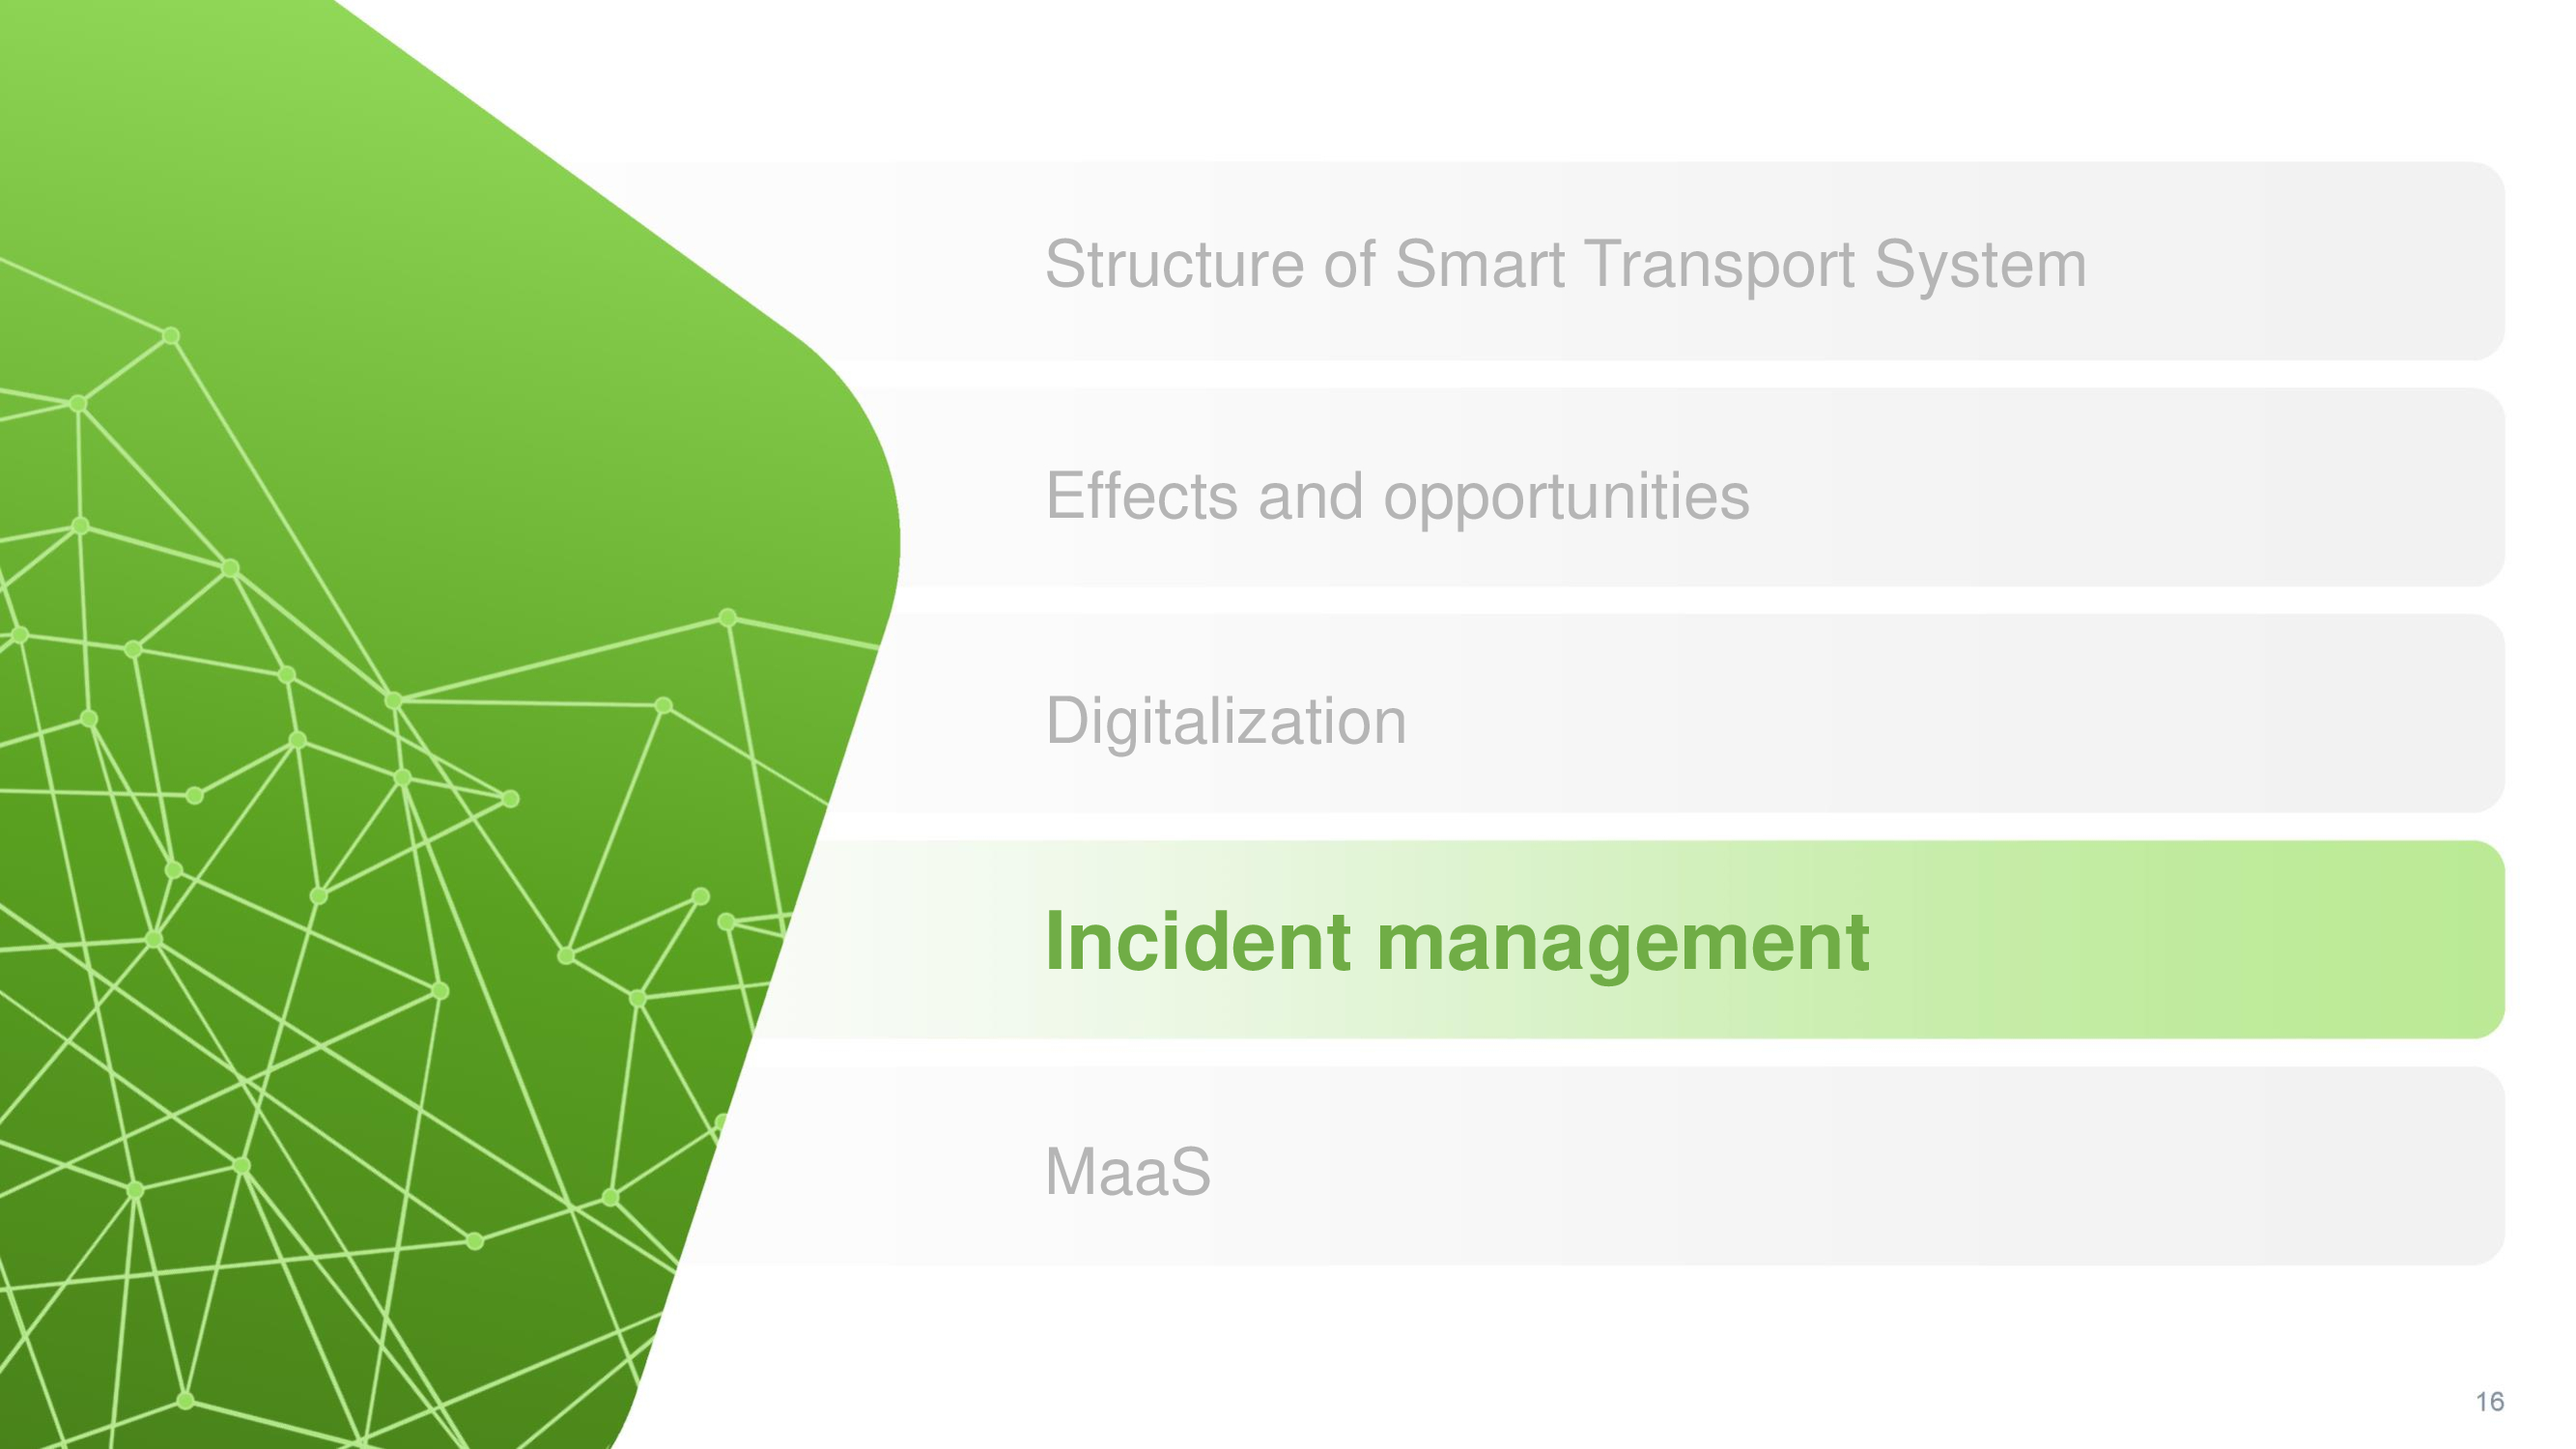 Structure of Smart Transport System
Effects and opportunities
Digitalization
Incident management
MaaS
16